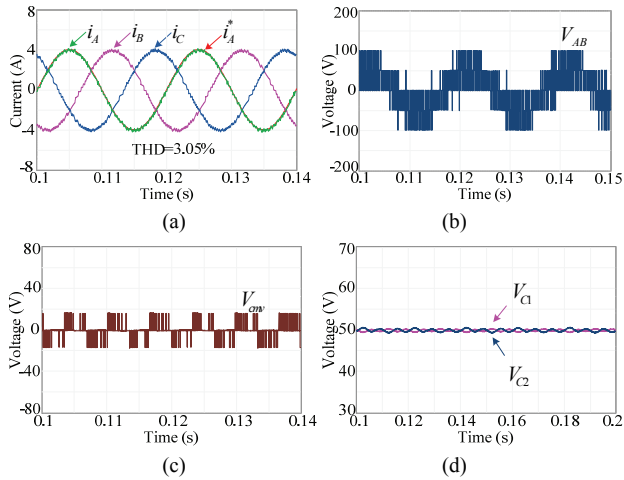 8
4
0
-4
-8
Current (A)
i_A
i_B
i_C
i_A^*
THD=3.05%
0.1
0.11
0.12
0.13
0.14
Time (s)
(a)
200
100
0
-100
-200
Voltage (V)
V_AB
0.1
0.11
0.12
0.13
0.14
0.15
Time (s)
(b)
80
40
0
-40
-80
Voltage (V)
V_cmv
0.1
0.11
0.12
0.13
0.14
Time (s)
(c)
70
60
50
40
30
Voltage (V)
V_C1
V_C2
0.1
0.12
0.14
0.16
0.18
0.2
Time (s)
(d)